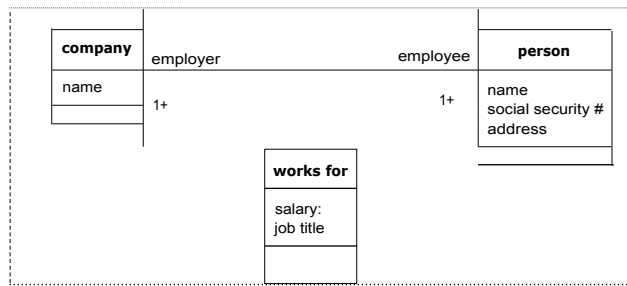 company
employer
employee
person
name
1+
1+
name
social security #
address
works for
salary:
job title